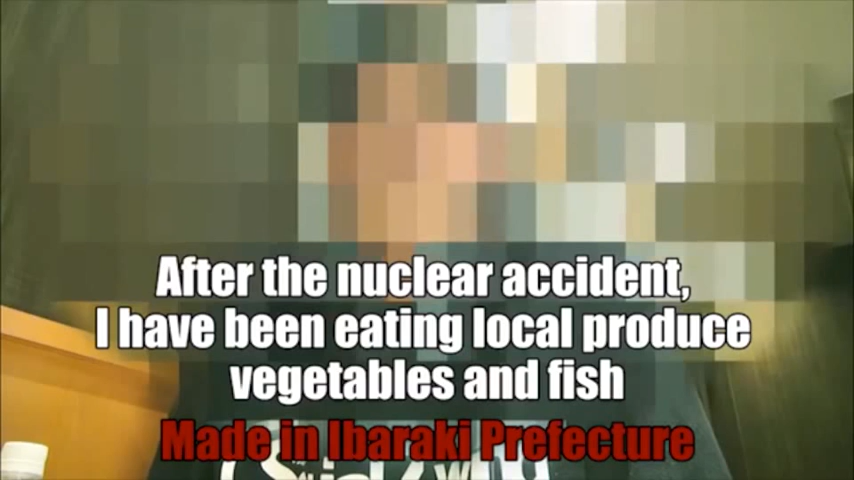 After the nuclear accident,
I have been eating local produce
vegetables and fish
Made in Ibaraki Prefecture